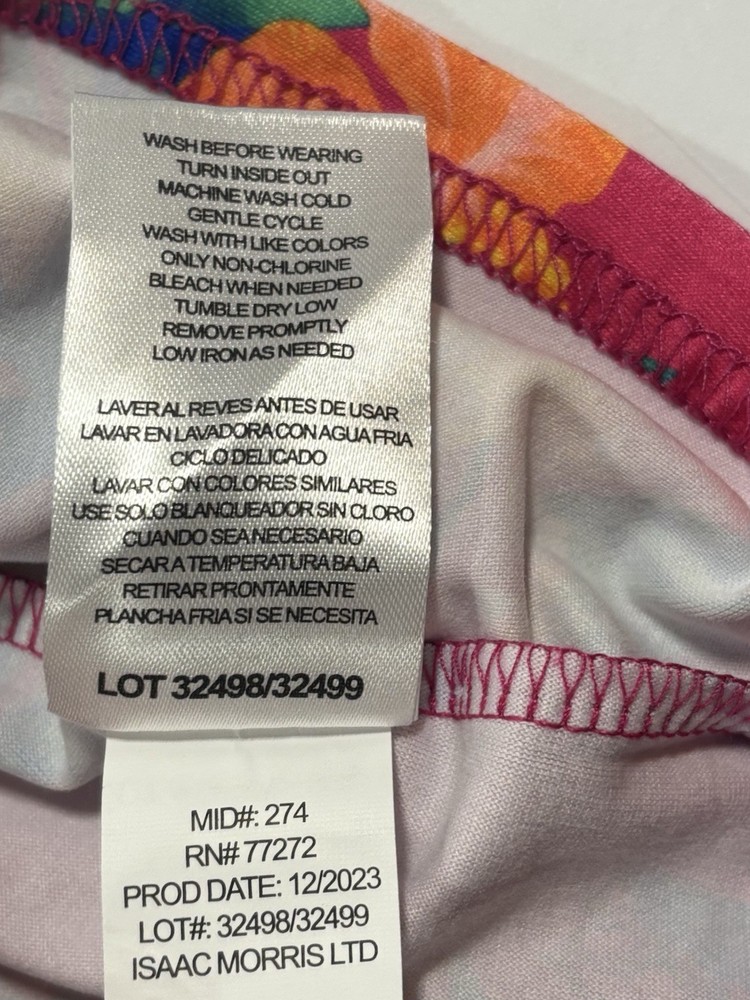 WASH BEFORE WEARING
TURN INSIDE OUT
MACHINE WASH COLD
GENTLE CYCLE
WASH WITH LIKE COLORS
ONLY NON-CHLORINE
BLEACH WHEN NEEDED
TUMBLE DRY LOW
REMOVE PROMPTLY
LOW IRON AS NEEDED
LAVER AL REVES ANTES DE USAR
LAVAR EN LAVADORA CON AGUA FRIA
CICLO DELICADO
LAVAR CON COLORES SIMILARES
USE SOLO BLANQUEADOR SIN CLORO
CUANDO SEA NECESARIO
SECAR A TEMPERATURA BAJA
RETIRAR PRONTAMENTE
PLANCHA FRIA SI SE NECESITA
LOT 32498/32499
MID#: 274
RN# 77272
PROD DATE: 12/2023
LOT#: 32498/32499
ISAAC MORRIS LTD